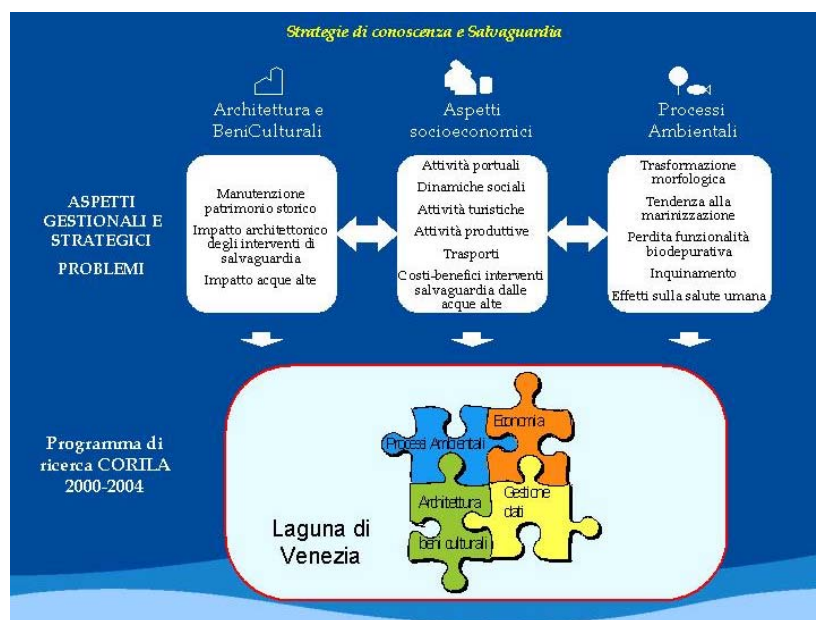 Strategie di conoscenza e Salvaguardia
Architettura e
BeniCulturali
Aspetti
socioeconomici
Processi
Ambientali
ASPETTI
GESTIONALI E
STRATEGICI
PROBLEMI
Manutenzione
patrimonio storico
Impatto architettonico
degli interventi di
salvaguardia
Impatto acque alte
Attività portuali
Dinamiche sociali
Attività turistiche
Attività produttive
Trasporti
Costi-benefici interventi
salvaguardia dalle
acque alte
Trasformazione
morfologica
Tendenza alla
marinizzazione
Perdita funzionalità
biodepurativa
Inquinamento
Effetti sulla salute umana
Programma di
ricerca CORILA
2000-2004
Economia
Processi Ambientali
Architettura
beni culturali
Gestione
dati
Laguna di
Venezia